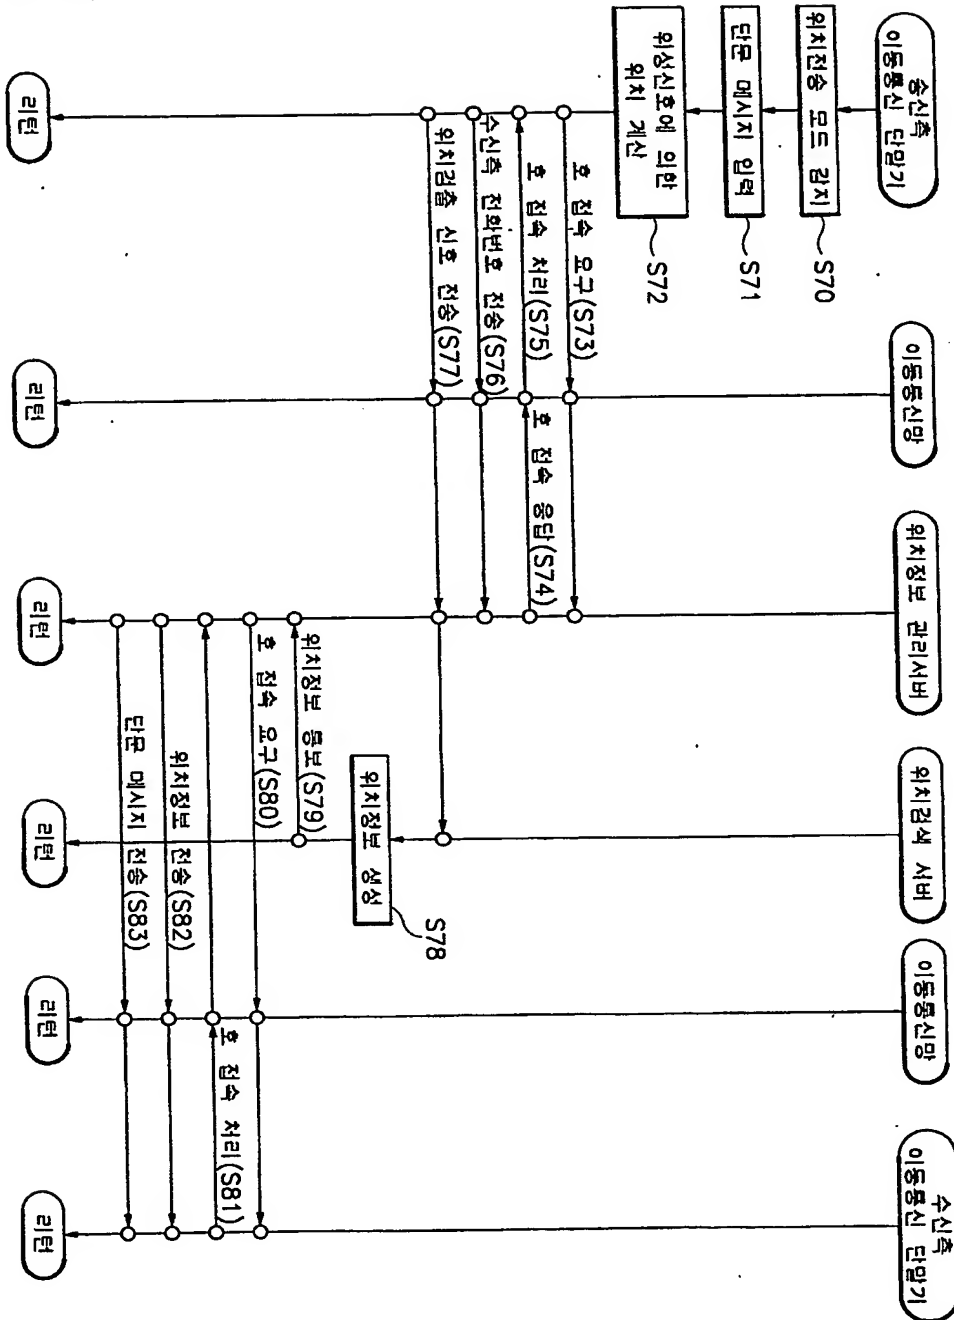 송신측
이동통신 단말기
이동통신망
위치정보 관리서버
위치검색 서버
이동통신망
수신측
이동통신 단말기
위치전송 모드 감지
S70
단문 메시지 입력
S71
위성신호에 의한
위치 계산
S72
호 접속 요구(S73)
호 접속 응답(S74)
호 접속 처리(S75)
수신측 전화번호 전송(S76)
위치검출 신호 전송(S77)
위치정보 생성
S78
위치정보 통보(S79)
호 접속 요구(S80)
호 접속 처리(S81)
위치정보 전송(S82)
단문 메시지 전송(S83)
리턴
리턴
리턴
리턴
리턴
리턴